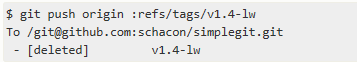 $ git push origin :refs/tags/v1.4-lw
To /git@github.com:schacon/simplegit.git
 - [deleted]         v1.4-lw